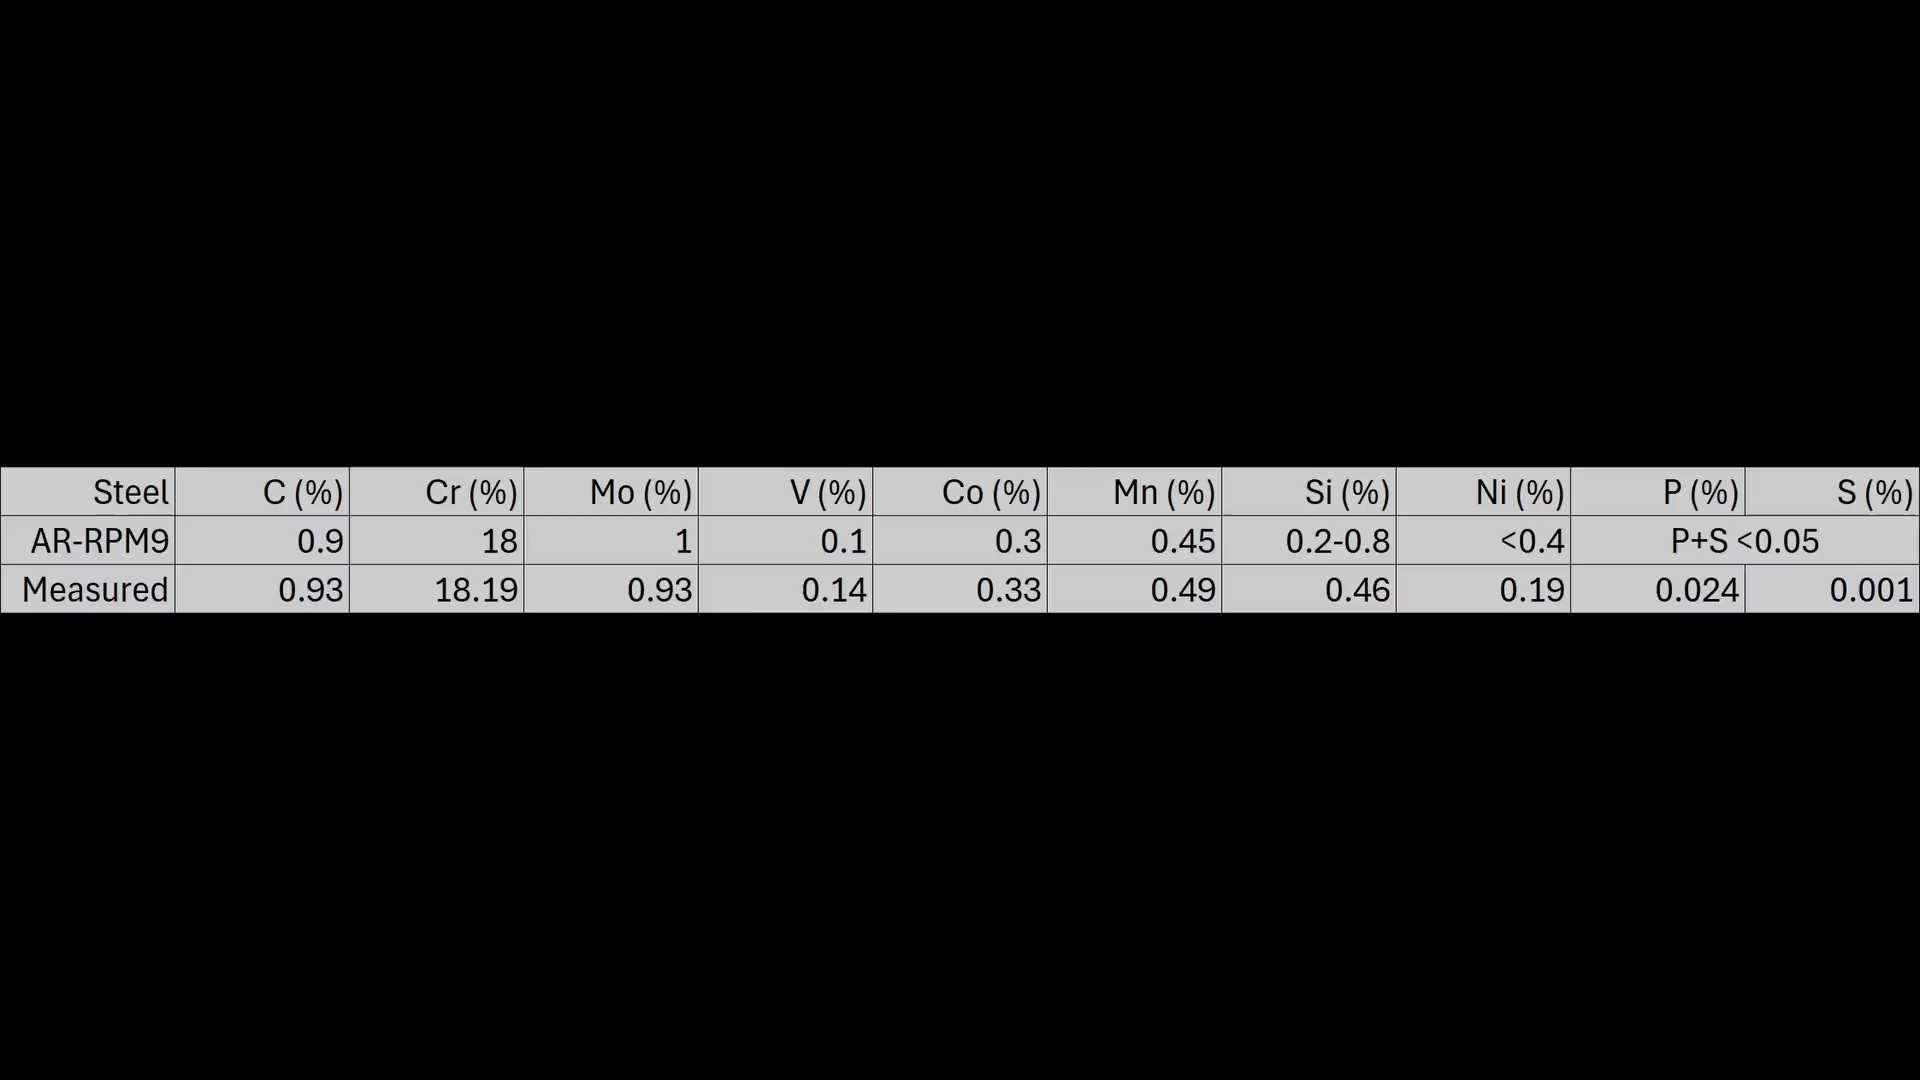 Steel C (%) Cr (%) Mo (%) V (%) Co (%) Mn (%) Si (%) Ni (%) P (%) S (%)
AR-RPM9 0.9 18 1 0.1 0.3 0.45 0.2-0.8 <0.4 P+S <0.05
Measured 0.93 18.19 0.93 0.14 0.33 0.49 0.46 0.19 0.024 0.001